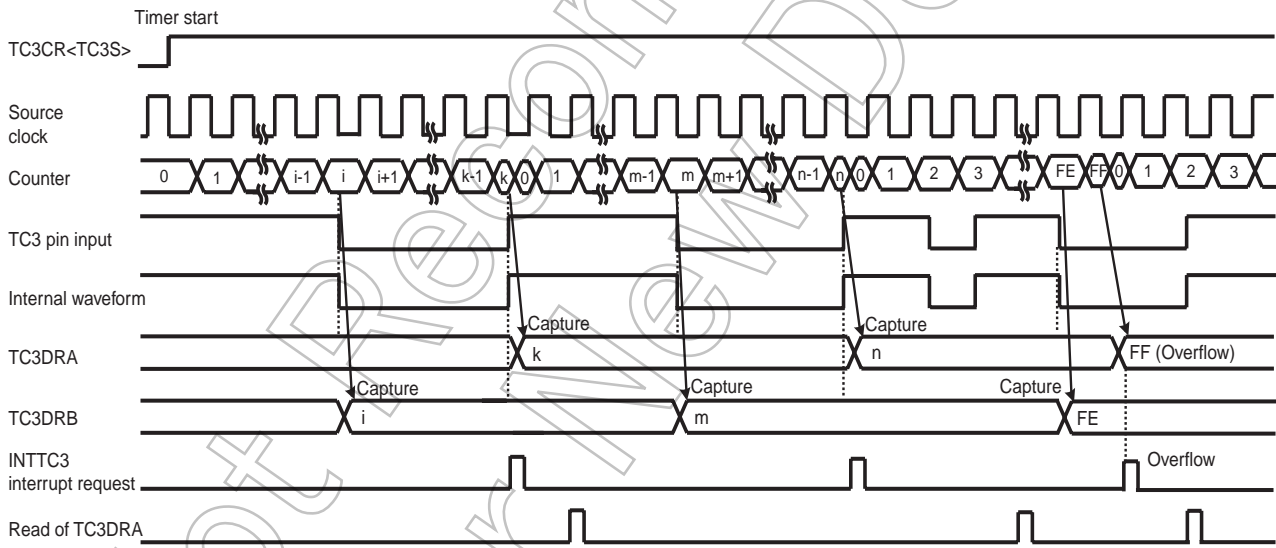 Timer start
TC3CR<TC3S>
Source
clock
Counter
0 1 i-1 i i+1 k-1 k 0 1 m-1 m m+1 n-1 n 0 1 2 3 FE FF 0 1 2 3
TC3 pin input
Internal waveform
Capture Capture
TC3DRA
k n FF (Overflow)
Capture Capture Capture
TC3DRB
i m FE
INTTC3
interrupt request
Overflow
Read of TC3DRA